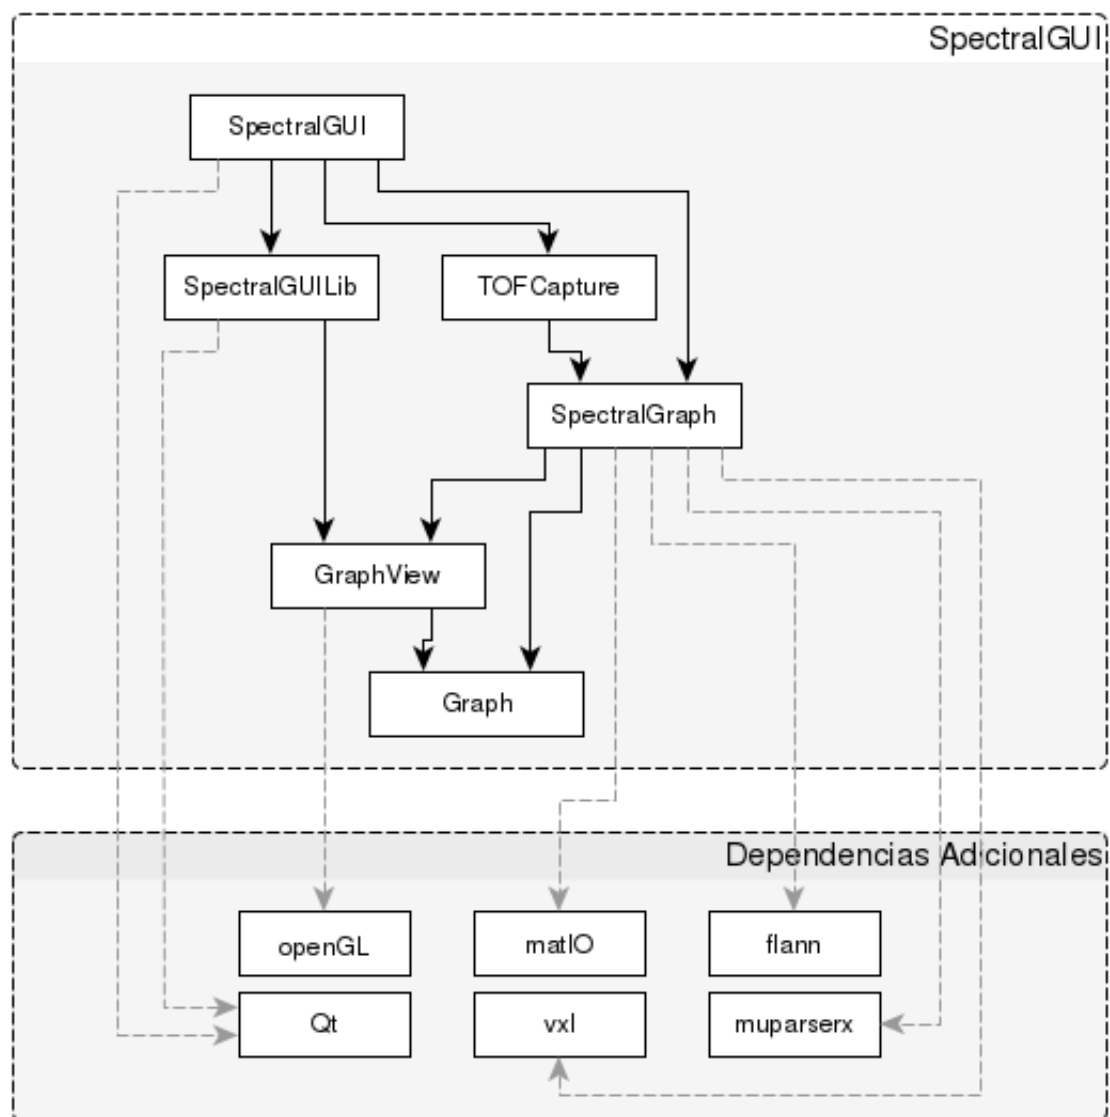 SpectralGUI
SpectralGUI
SpectralGUILib
TOFCapture
SpectralGraph
GraphView
Graph
Dependencias Adicionales
openGL
matIO
flann
Qt
vxl
muparserx